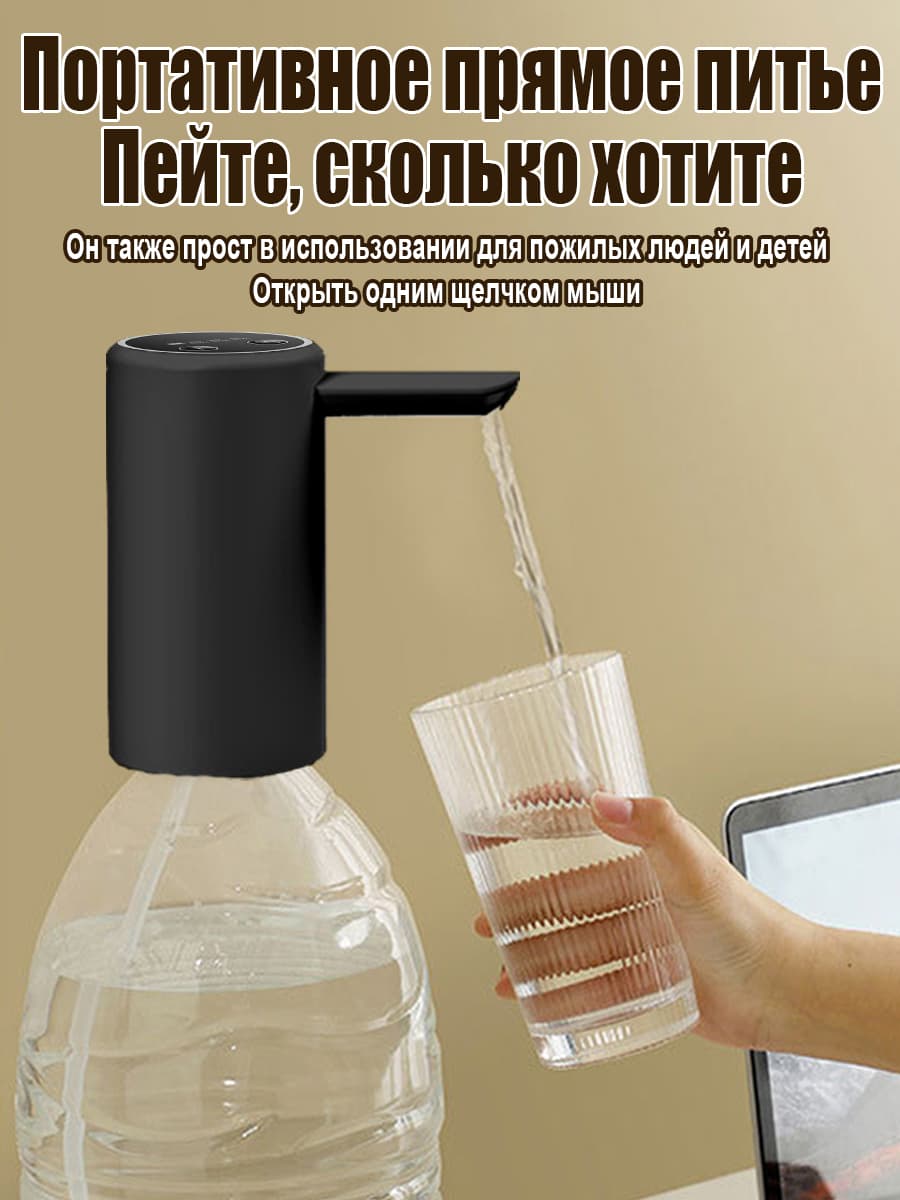 Портативное прямое питье
Пейте, сколько хотите
Он также прост в использовании для пожилых людей и детей
Открыть одним щелчком мыши